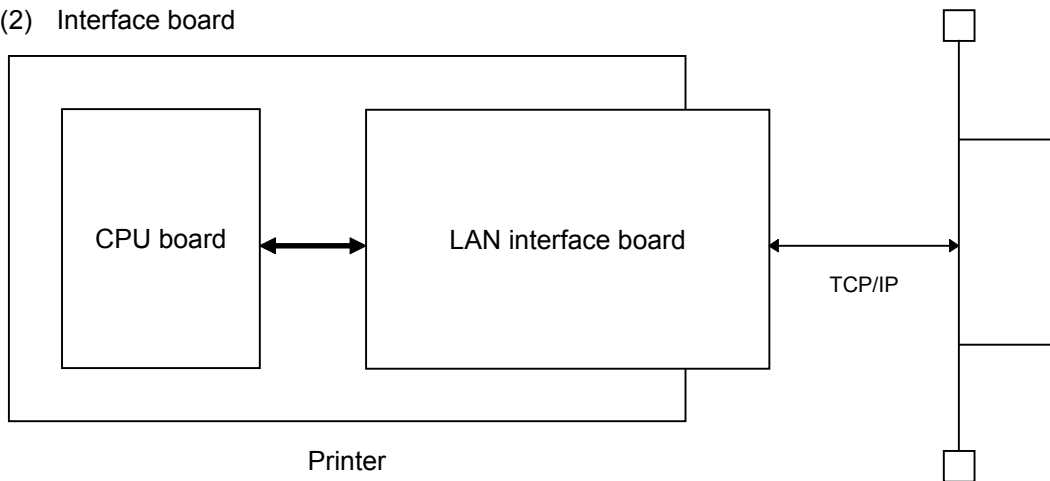 (2) Interface board
CPU board
LAN interface board
TCP/IP
Printer